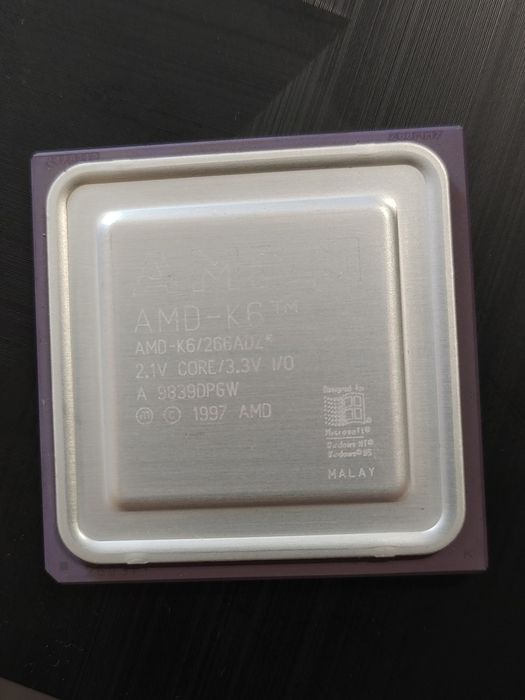 AMD
AMD-K6™
AMD-K6/266ADZ*
2.1V CORE/3.3V I/O
A 9839DPGW
ⓜ © 1997 AMD
Designed for
Microsoft®
Windows NT®
Windows® 95
MALAY
K